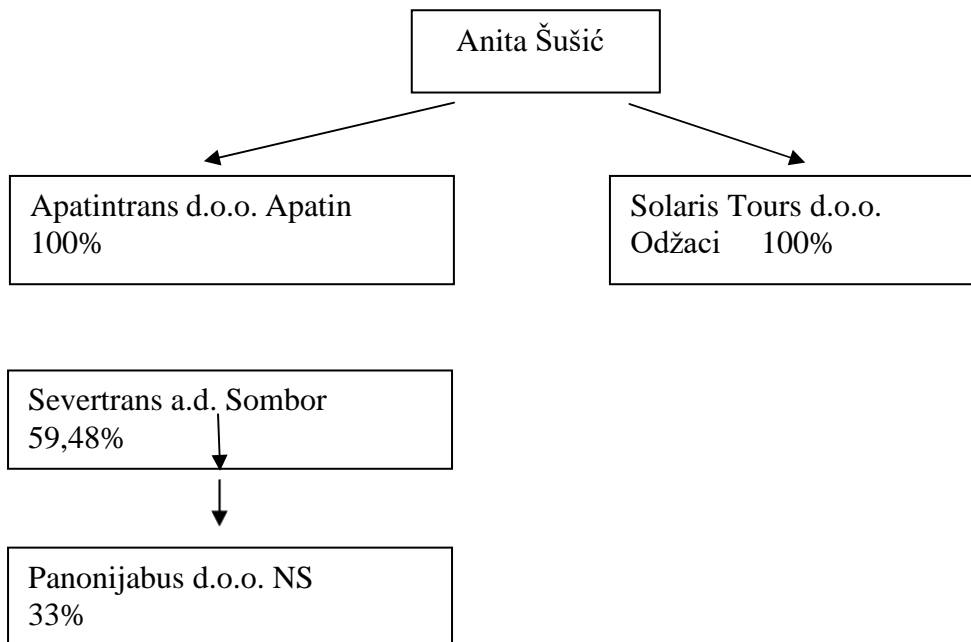 Anita Šušić
Apatintrans d.o.o. Apatin
100%
Solaris Tours d.o.o.
Odžaci 100%
Severtrans a.d. Sombor
59,48%
Panonijabus d.o.o. NS
33%